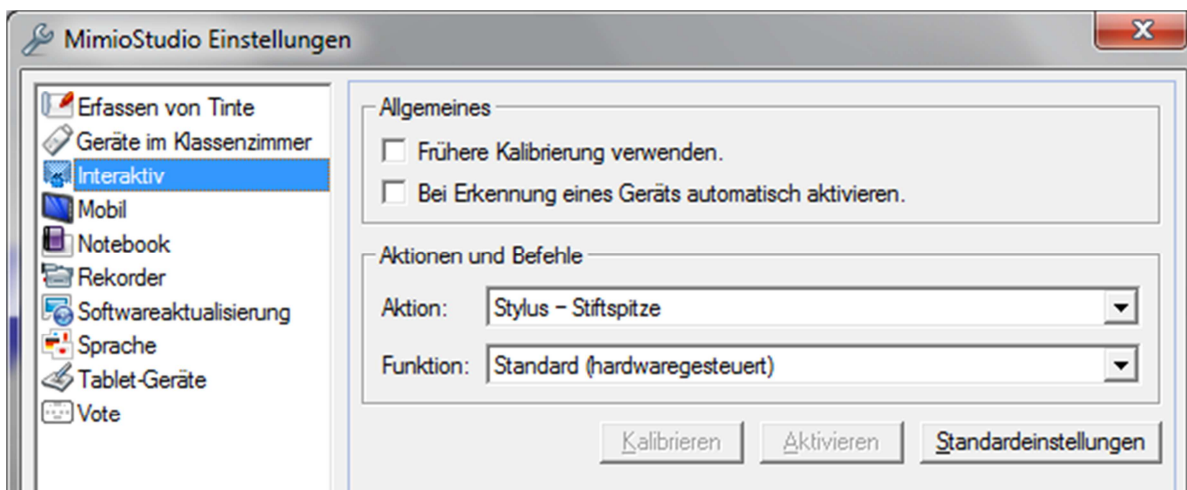 MimioStudio Einstellungen
Erfassen von Tinte
Geräte im Klassenzimmer
Interaktiv
Mobil
Notebook
Rekorder
Softwareaktualisierung
Sprache
Tablet-Geräte
Vote
Allgemeines
Frühere Kalibrierung verwenden.
Bei Erkennung eines Geräts automatisch aktivieren.
Aktionen und Befehle
Aktion: Stylus – Stiftspitze
Funktion: Standard (hardwaregesteuert)
Kalibrieren Aktivieren Standardeinstellungen